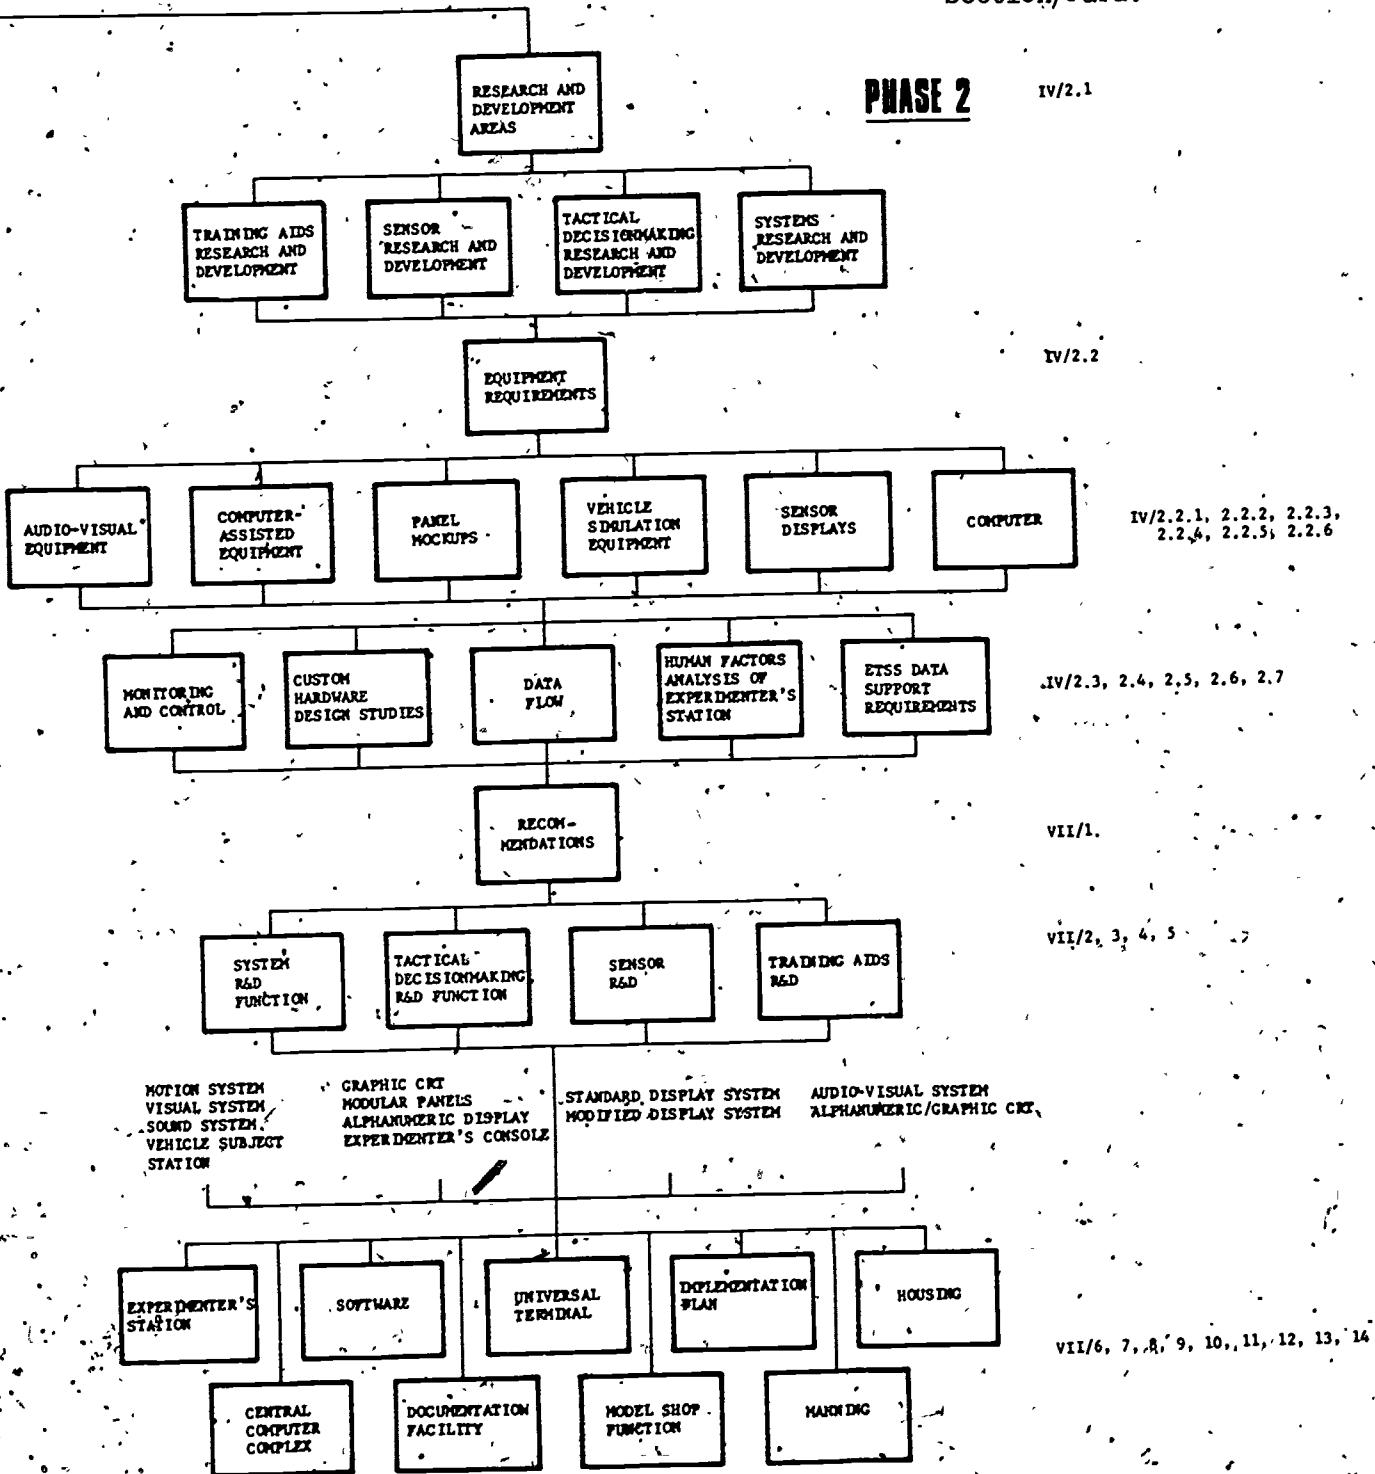 PHASE 2
IV/2.1
RESEARCH AND
DEVELOPMENT
AREAS
TRAINING AIDS
RESEARCH AND
DEVELOPMENT
SENSOR
RESEARCH AND
DEVELOPMENT
TACTICAL
DECISIONMAKING
RESEARCH AND
DEVELOPMENT
SYSTEMS
RESEARCH AND
DEVELOPMENT
IV/2.2
EQUIPMENT
REQUIREMENTS
AUDIO-VISUAL
EQUIPMENT
COMPUTER-
ASSISTED
EQUIPMENT
PANEL
MOCKUPS
VEHICLE
SIMULATION
EQUIPMENT
SENSOR
DISPLAYS
COMPUTER
IV/2.2.1, 2.2.2, 2.2.3,
2.2.4, 2.2.5, 2.2.6
MONITORING
AND CONTROL
CUSTOM
HARDWARE
DESIGN STUDIES
DATA
FLOW
HUMAN FACTORS
ANALYSIS OF
EXPERIMENTER'S
STATION
ETSS DATA
SUPPORT
REQUIREMENTS
IV/2.3, 2.4, 2.5, 2.6, 2.7
RECOM-
MENDATIONS
VII/1.
SYSTEM
R&D
FUNCTION
TACTICAL
DECISIONMAKING
R&D FUNCTION
SENSOR
R&D
TRAINING AIDS
R&D
VII/2, 3, 4, 5
MOTION SYSTEM
VISUAL SYSTEM
SOUND SYSTEM
VEHICLE SUBJECT
STATION
GRAPHIC CRT
MODULAR PANELS
ALPHANUMERIC DISPLAY
EXPERIMENTER'S CONSOLE
STANDARD DISPLAY SYSTEM
MODIFIED DISPLAY SYSTEM
AUDIO-VISUAL SYSTEM
ALPHANUMERIC/GRAPHIC CRT
EXPERIMENTER'S
STATION
SOFTWARE
UNIVERSAL
TERMINAL
IMPLEMENTATION
PLAN
HOUSING
VII/6, 7, 8, 9, 10, 11, 12, 13, 14
CENTRAL
COMPUTER
COMPLEX
DOCUMENTATION
FACILITY
MODEL SHOP
FUNCTION
MANNING